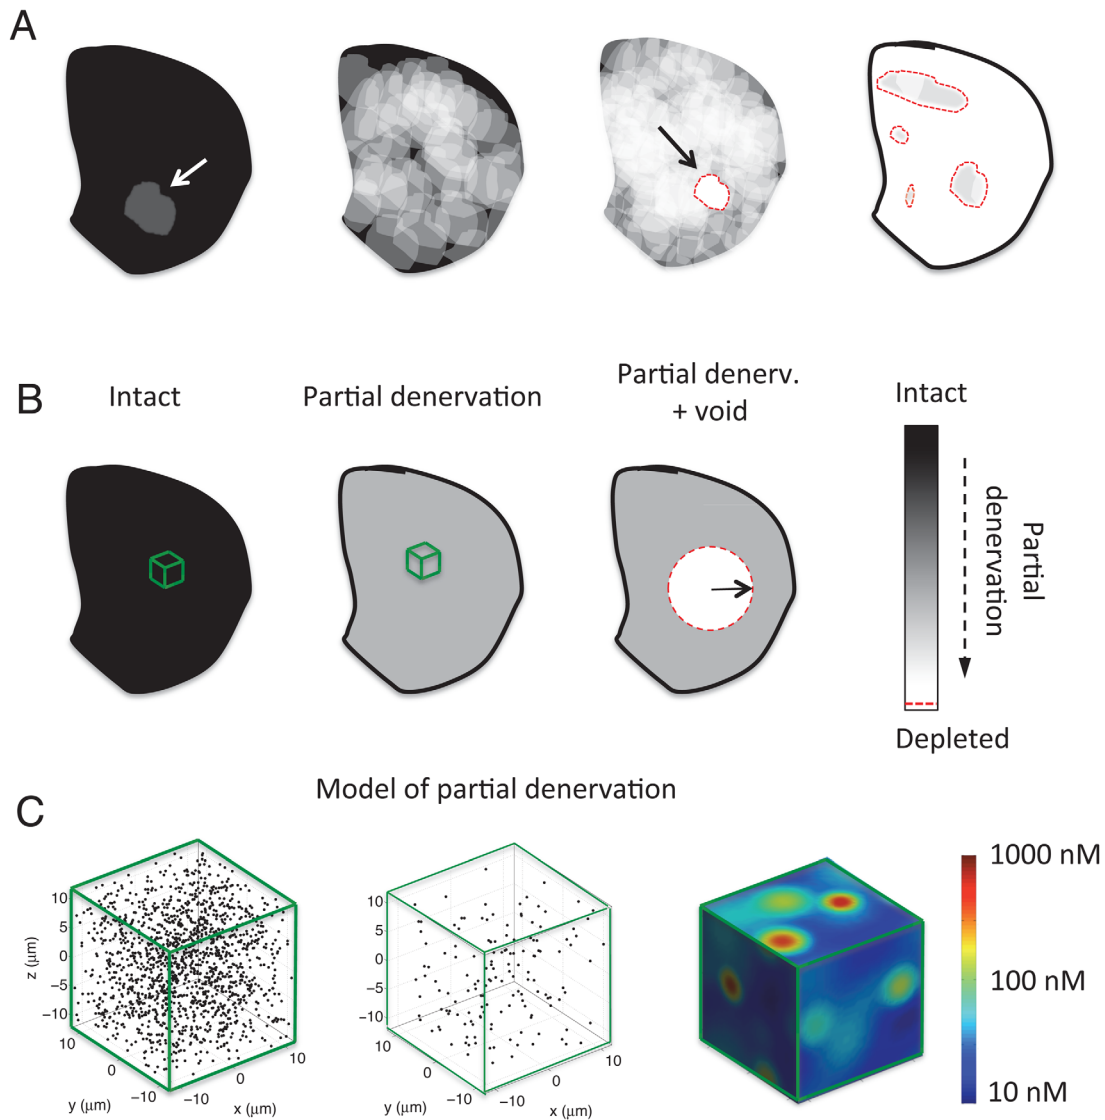 A
B
Intact
Partial denervation
Partial denerv.
+ void
Intact
Partial
denervation
Depleted
Model of partial denervation
C
10
5
0
−5
−10
z (μm)
10
0
−10
y (μm)
−10
0
10
x (μm)
10
5
0
−5
−10
10
0
−10
y (μm)
−10
0
10
x (μm)
1000 nM
100 nM
10 nM